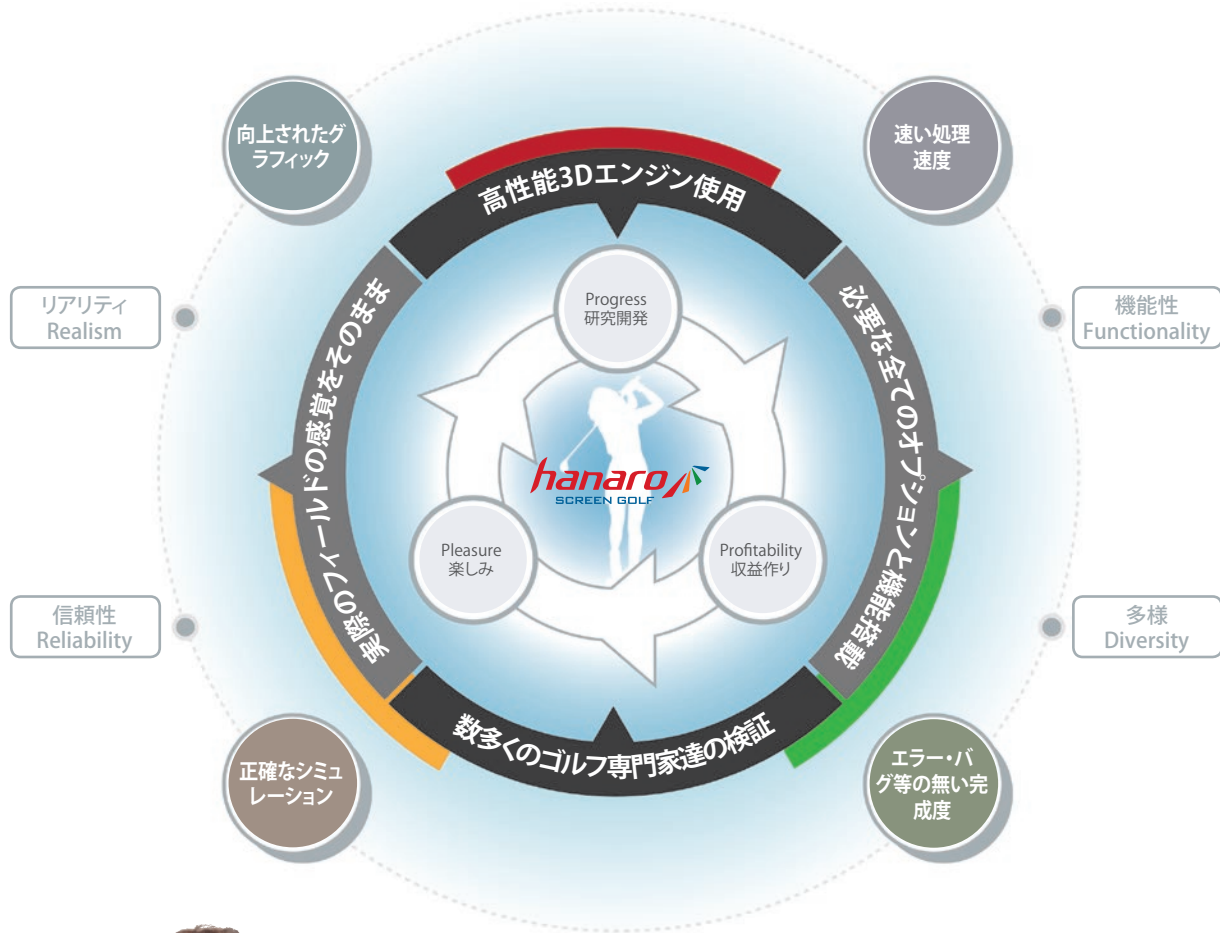 向上されたグ
ラフィック
速い処理
速度
高性能3Dエンジン使用
実際のフィールドの感覚をそのまま
必要な全てのオプションと機能搭載
Progress
研究開発
リアリティ
Realism
機能性
Functionality
hanaro
SCREEN GOLF
Pleasure
楽しみ
Profitability
収益作り
信頼性
Reliability
多様
Diversity
数多くのゴルフ専門家達の検証
正確なシミュ
レーション
エラー・バ
グ等の無い完
成度